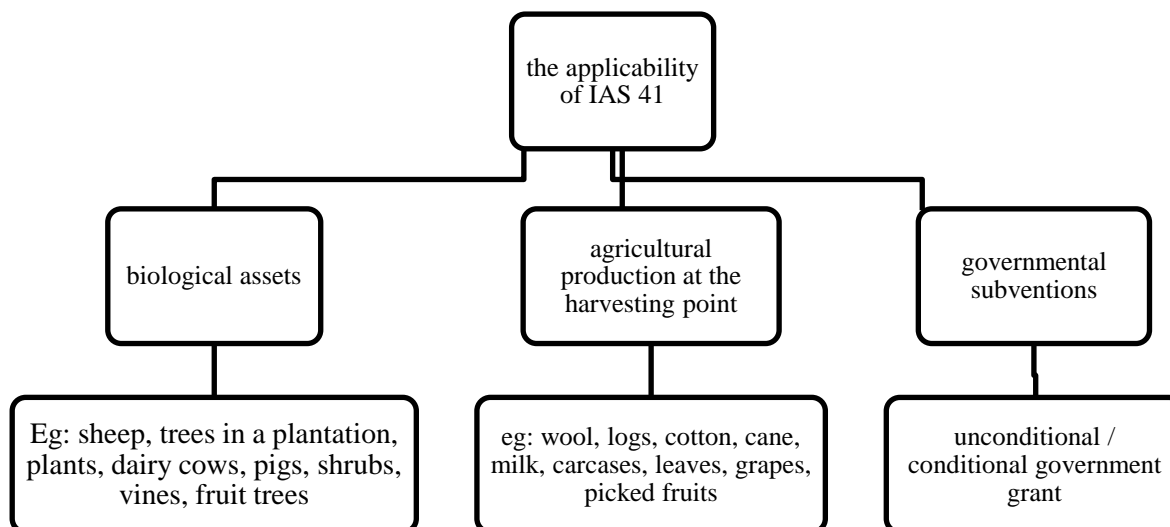 the applicability
of IAS 41
biological assets
agricultural
production at the
harvesting point
governmental
subventions
Eg: sheep, trees in a plantation,
plants, dairy cows, pigs, shrubs,
vines, fruit trees
eg: wool, logs, cotton, cane,
milk, carcases, leaves, grapes,
picked fruits
unconditional /
conditional government
grant